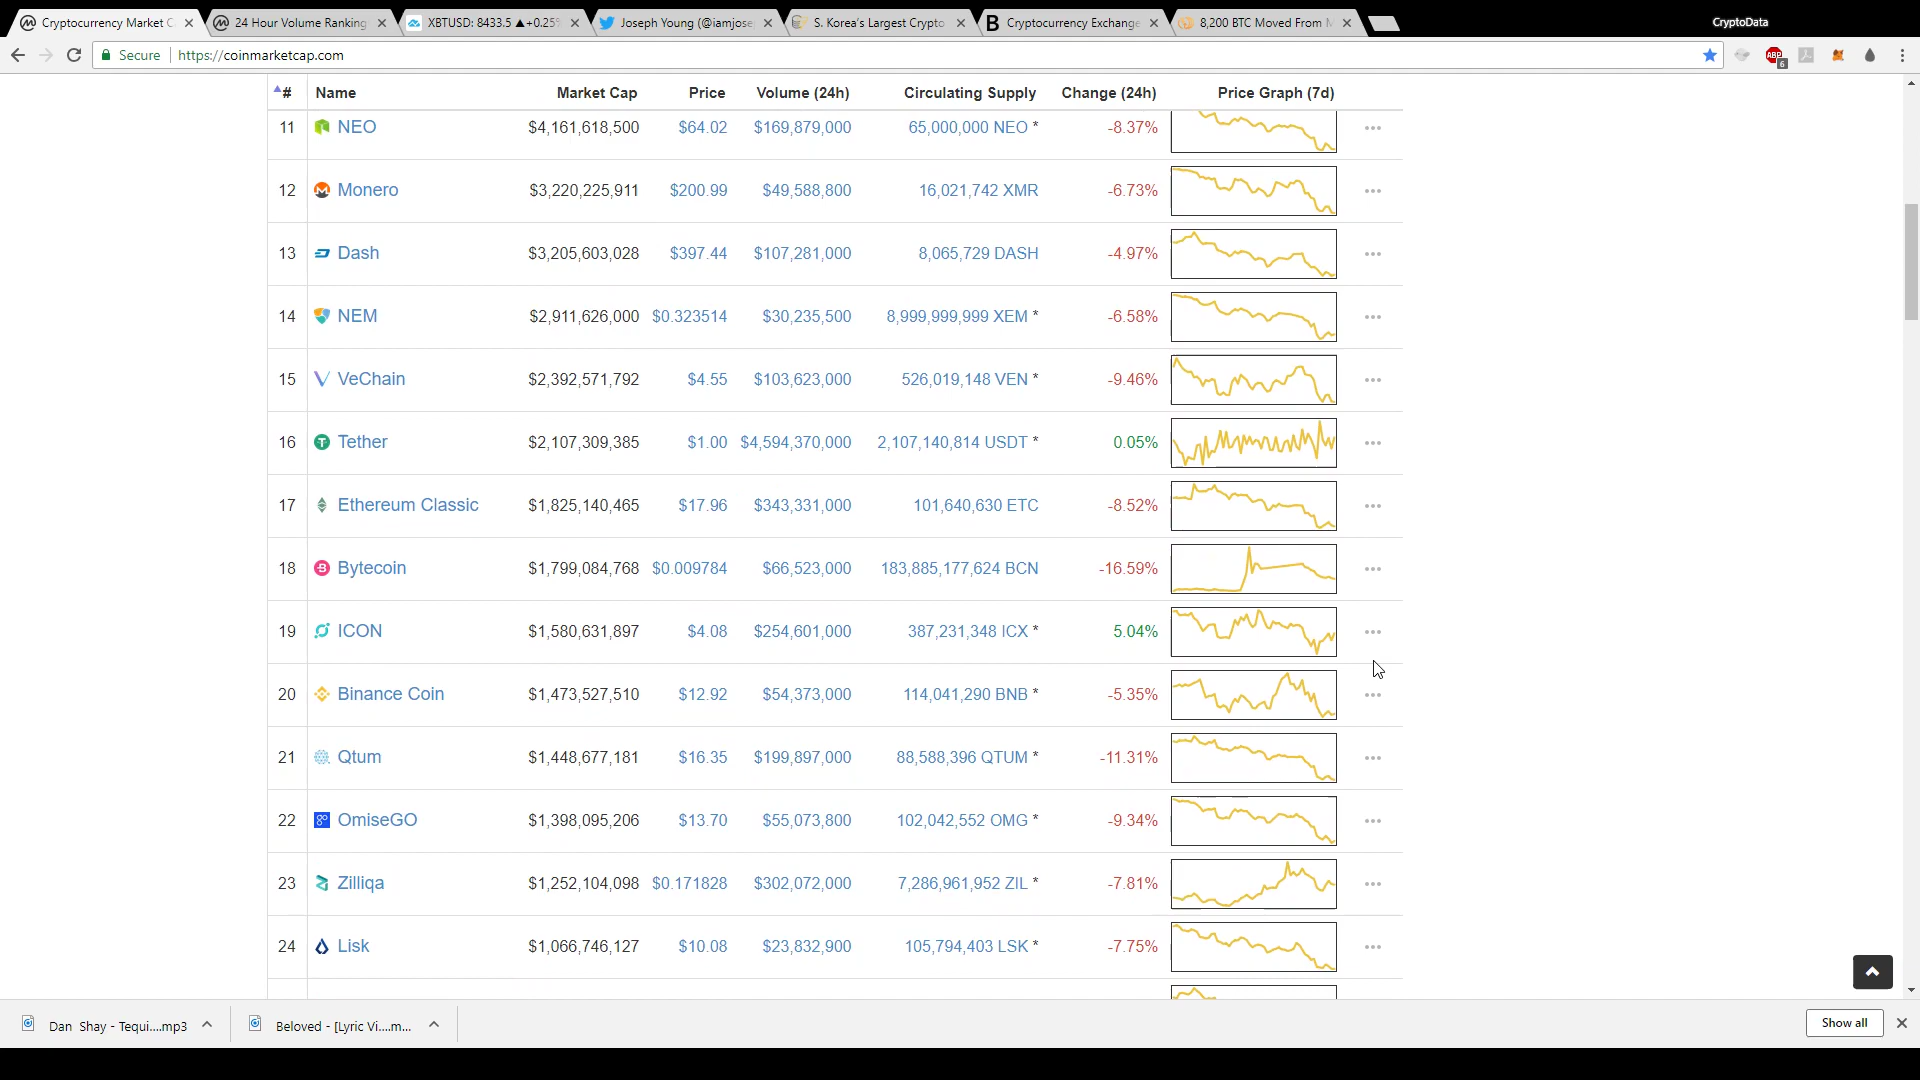 Cryptocurrency Market C
24 Hour Volume Ranking
XBTUSD: 8433.5 ▲+0.25%
Joseph Young (@iamjose
S. Korea's Largest Crypto
Cryptocurrency Exchange
8,200 BTC Moved From M
CryptoData
Secure https://coinmarketcap.com
ABP 6
# Name Market Cap Price Volume (24h) Circulating Supply Change (24h) Price Graph (7d)
11 NEO $4,161,618,500 $64.02 $169,879,000 65,000,000 NEO * -8.37%
12 Monero $3,220,225,911 $200.99 $49,588,800 16,021,742 XMR -6.73%
13 Dash $3,205,603,028 $397.44 $107,281,000 8,065,729 DASH -4.97%
14 NEM $2,911,626,000 $0.323514 $30,235,500 8,999,999,999 XEM * -6.58%
15 VeChain $2,392,571,792 $4.55 $103,623,000 526,019,148 VEN * -9.46%
16 Tether $2,107,309,385 $1.00 $4,594,370,000 2,107,140,814 USDT * 0.05%
17 Ethereum Classic $1,825,140,465 $17.96 $343,331,000 101,640,630 ETC -8.52%
18 Bytecoin $1,799,084,768 $0.009784 $66,523,000 183,885,177,624 BCN -16.59%
19 ICON $1,580,631,897 $4.08 $254,601,000 387,231,348 ICX * 5.04%
20 Binance Coin $1,473,527,510 $12.92 $54,373,000 114,041,290 BNB * -5.35%
21 Qtum $1,448,677,181 $16.35 $199,897,000 88,588,396 QTUM * -11.31%
22 OmiseGO $1,398,095,206 $13.70 $55,073,800 102,042,552 OMG * -9.34%
23 Zilliqa $1,252,104,098 $0.171828 $302,072,000 7,286,961,952 ZIL * -7.81%
24 Lisk $1,066,746,127 $10.08 $23,832,900 105,794,403 LSK * -7.75%
Dan Shay - Tequi....mp3
Beloved - [Lyric Vi....m...
Show all